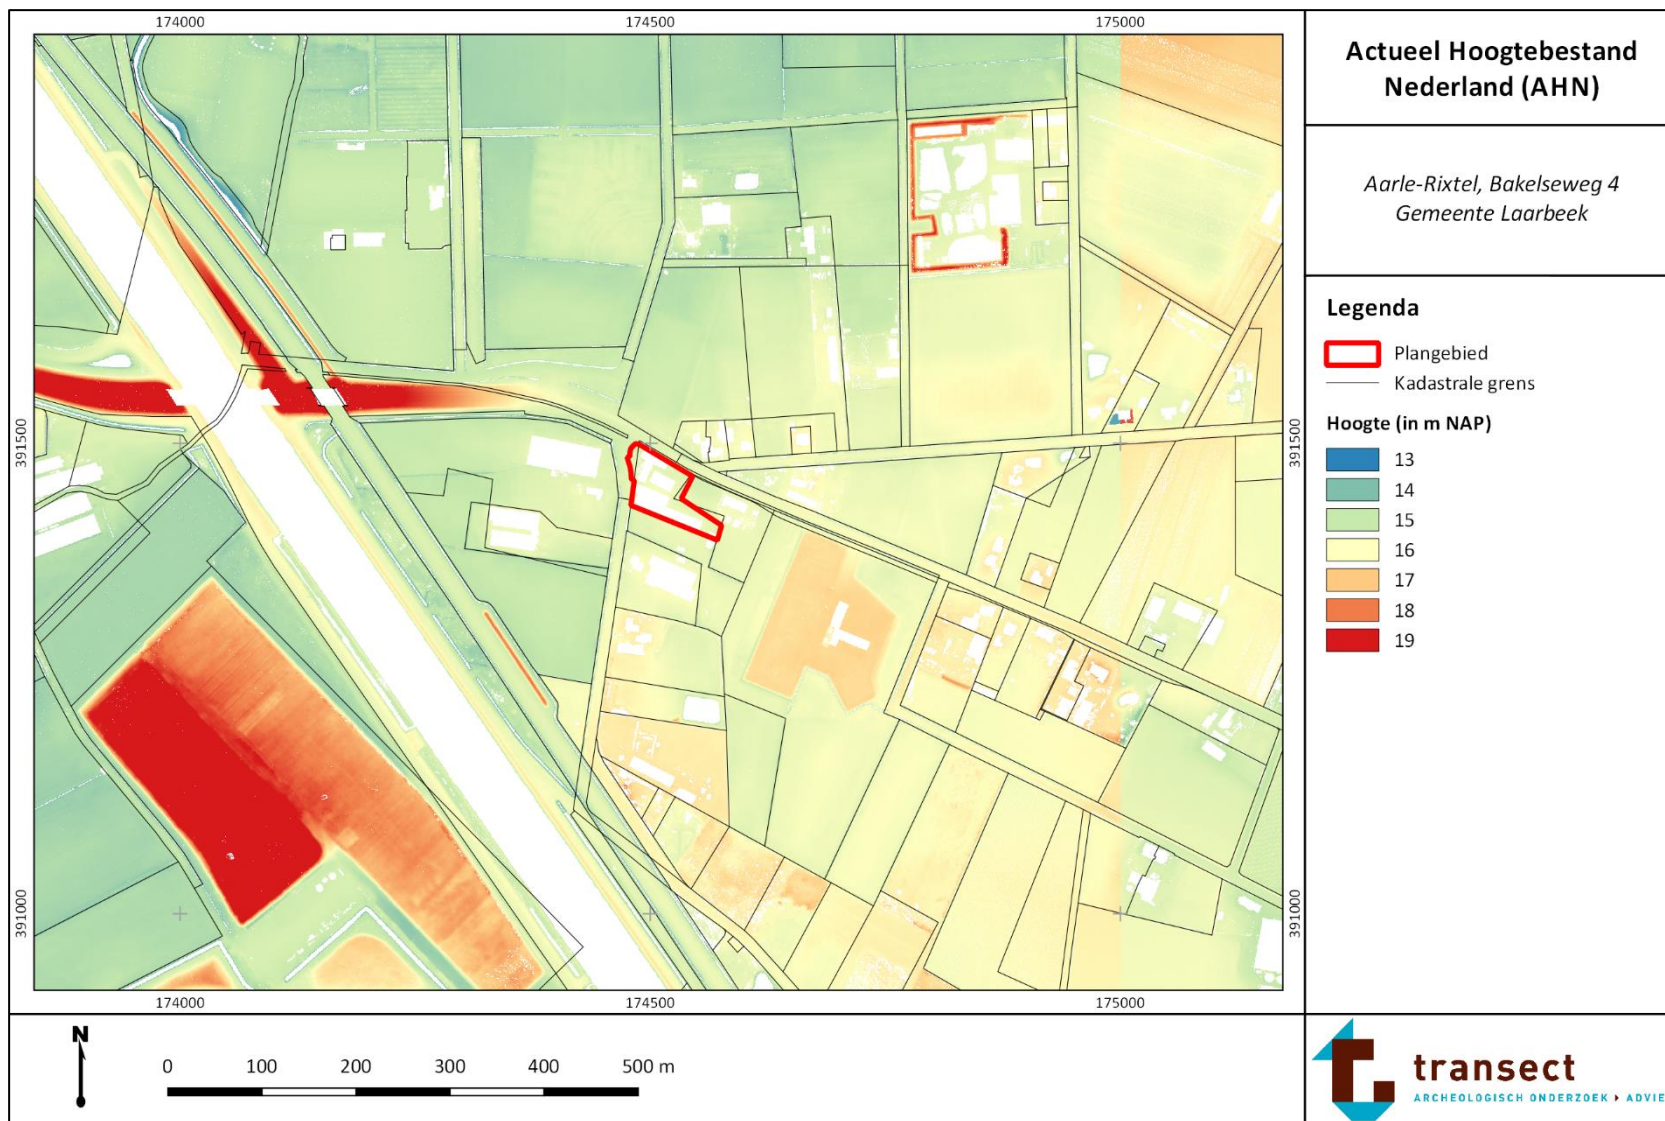 174000
174500
175000
391500
391000
391500
391000
174000
174500
175000
N
0
100
200
300
400
500 m
Actueel Hoogtebestand
Nederland (AHN)
Aarle-Rixtel, Bakelseweg 4
Gemeente Laarbeek
Legenda
Plangebied
Kadastrale grens
Hoogte (in m NAP)
13
14
15
16
17
18
19
transect
ARCHEOLOGISCH ONDERZOEK ▸ ADVIE